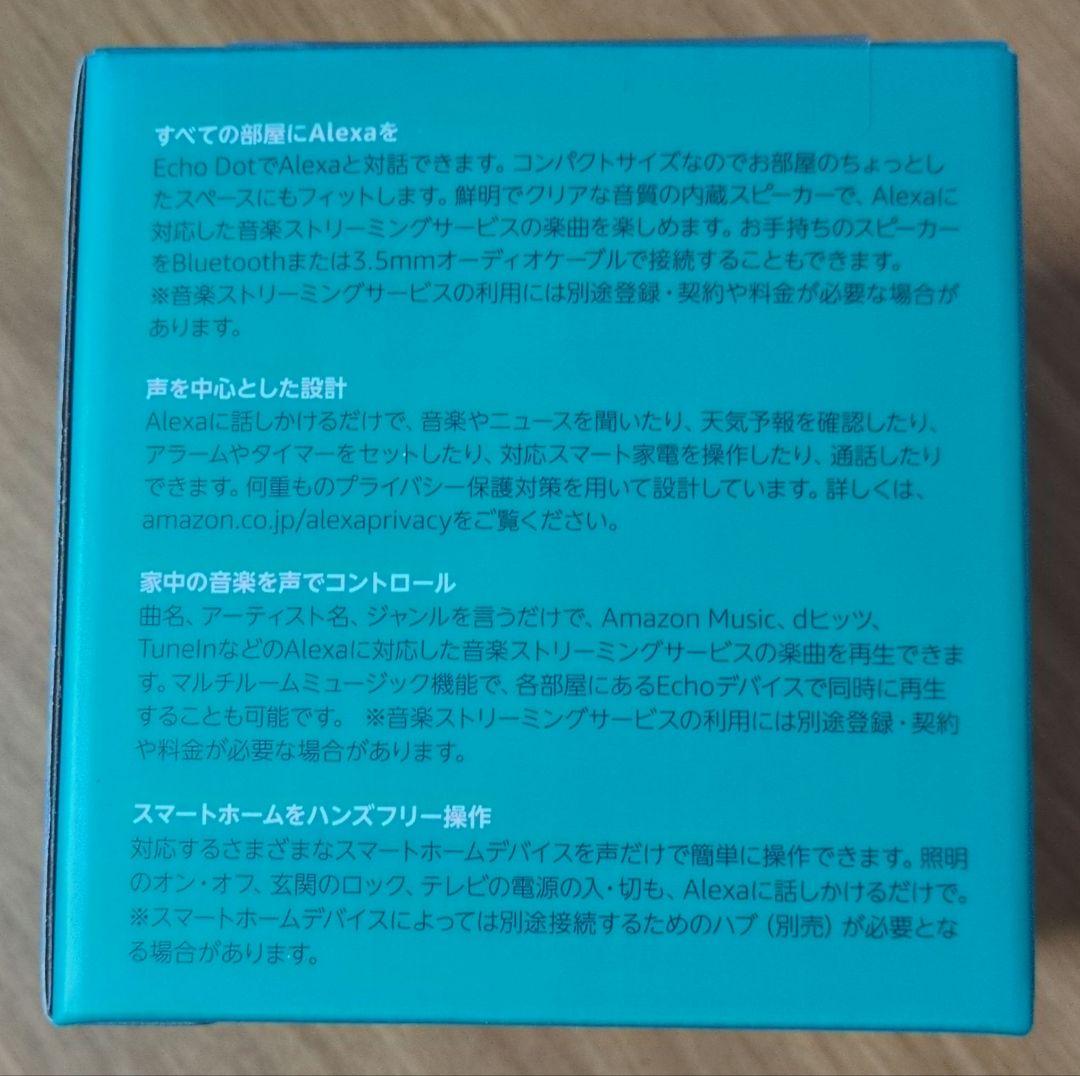 すべての部屋にAlexaを
Echo DotでAlexaと対話できます。コンパクトサイズなのでお部屋のちょっとし
たスペースにもフィットします。鮮明でクリアな音質の内蔵スピーカーで、Alexaに
対応した音楽ストリーミングサービスの楽曲を楽しめます。お手持ちのスピーカー
をBluetoothまたは3.5mmオーディオケーブルで接続することもできます。
※音楽ストリーミングサービスの利用には別途登録・契約や料金が必要な場合が
あります。
声を中心とした設計
Alexaに話しかけるだけで、音楽やニュースを聞いたり、天気予報を確認したり、
アラームやタイマーをセットしたり、対応スマート家電を操作したり、通話したり
できます。何重ものプライバシー保護対策を用いて設計しています。詳しくは、
amazon.co.jp/alexaprivacyをご覧ください。
家中の音楽を声でコントロール
曲名、アーティスト名、ジャンルを言うだけで、Amazon Music、dヒッツ、
TuneInなどのAlexaに対応した音楽ストリーミングサービスの楽曲を再生できま
す。マルチルームミュージック機能で、各部屋にあるEchoデバイスで同時に再生
することも可能です。 ※音楽ストリーミングサービスの利用には別途登録・契約
や料金が必要な場合があります。
スマートホームをハンズフリー操作
対応するさまざまなスマートホームデバイスを声だけで簡単に操作できます。照明
のオン・オフ、玄関のロック、テレビの電源の入・切も、Alexaに話しかけるだけで。
※スマートホームデバイスによっては別途接続するためのハブ（別売）が必要とな
る場合があります。